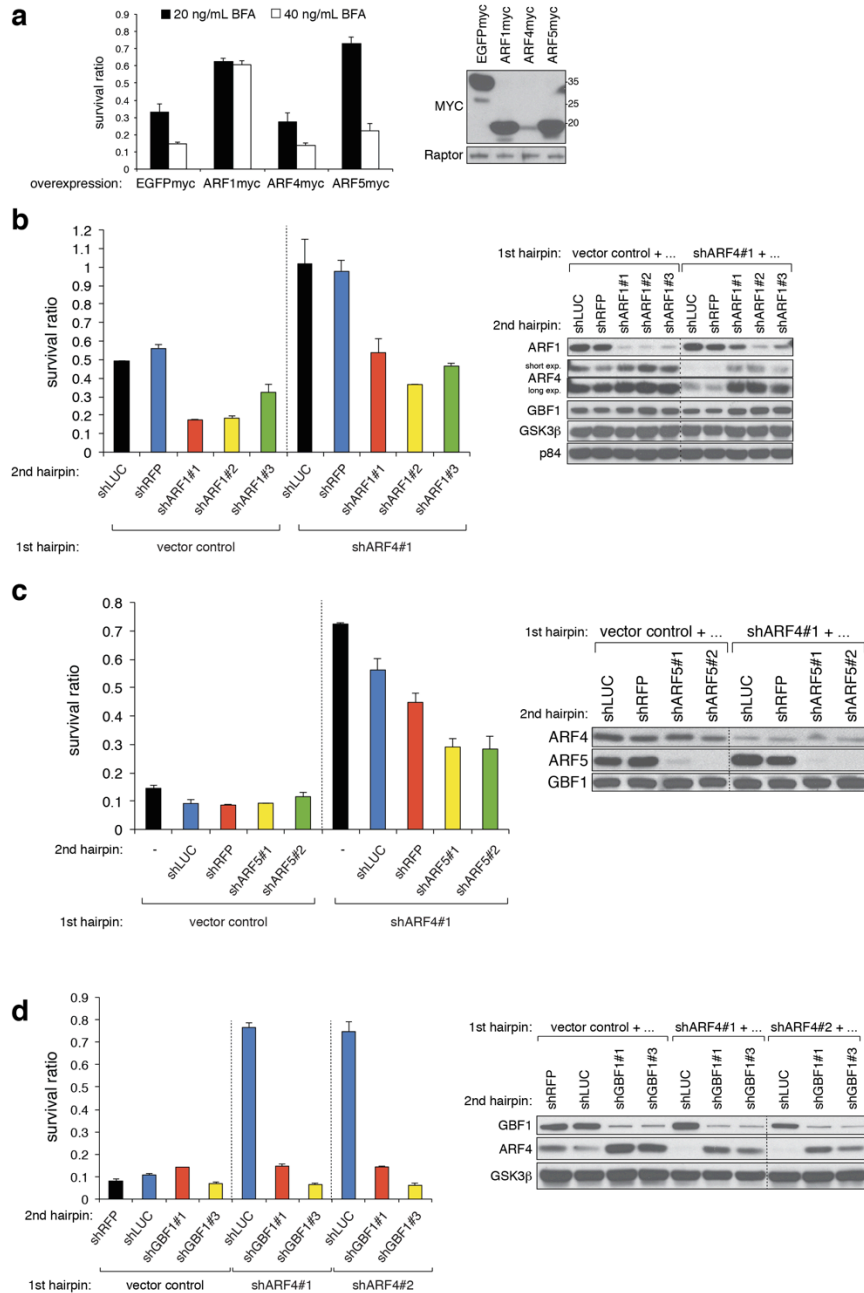 a
20 ng/mL BFA 40 ng/mL BFA
survival ratio
0.9
0.8
0.7
0.6
0.5
0.4
0.3
0.2
0.1
0
overexpression: EGFPmyc ARF1myc ARF4myc ARF5myc
EGFPmyc ARF1myc ARF4myc ARF5myc
MYC
-35
-25
-20
Raptor
b
survival ratio
1.2
1.1
1
0.9
0.8
0.7
0.6
0.5
0.4
0.3
0.2
0.1
0
2nd hairpin: shLUC shRFP shARF1#1 shARF1#2 shARF1#3 shLUC shRFP shARF1#1 shARF1#2 shARF1#3
1st hairpin: vector control shARF4#1
1st hairpin: vector control + ... shARF4#1 + ...
2nd hairpin: shLUC shRFP shARF1#1 shARF1#2 shARF1#3 shLUC shRFP shARF1#1 shARF1#2 shARF1#3
ARF1
short exp.
ARF4
long exp.
GBF1
GSK3β
p84
c
survival ratio
0.8
0.7
0.6
0.5
0.4
0.3
0.2
0.1
0
2nd hairpin: - shLUC shRFP shARF5#1 shARF5#2 - shLUC shRFP shARF5#1 shARF5#2
1st hairpin: vector control shARF4#1
1st hairpin: vector control + ... shARF4#1 + ...
2nd hairpin: shLUC shRFP shARF5#1 shARF5#2 shLUC shRFP shARF5#1 shARF5#2
ARF4
ARF5
GBF1
d
survival ratio
0.9
0.8
0.7
0.6
0.5
0.4
0.3
0.2
0.1
0
2nd hairpin: shRFP shLUC shGBF1#1 shGBF1#3 shLUC shGBF1#1 shGBF1#3 shLUC shGBF1#1 shGBF1#3
1st hairpin: vector control shARF4#1 shARF4#2
1st hairpin: vector control + ... shARF4#1 + ... shARF4#2 + ...
2nd hairpin: shRFP shLUC shGBF1#1 shGBF1#3 shLUC shGBF1#1 shGBF1#3 shLUC shGBF1#1 shGBF1#3
GBF1
ARF4
GSK3β